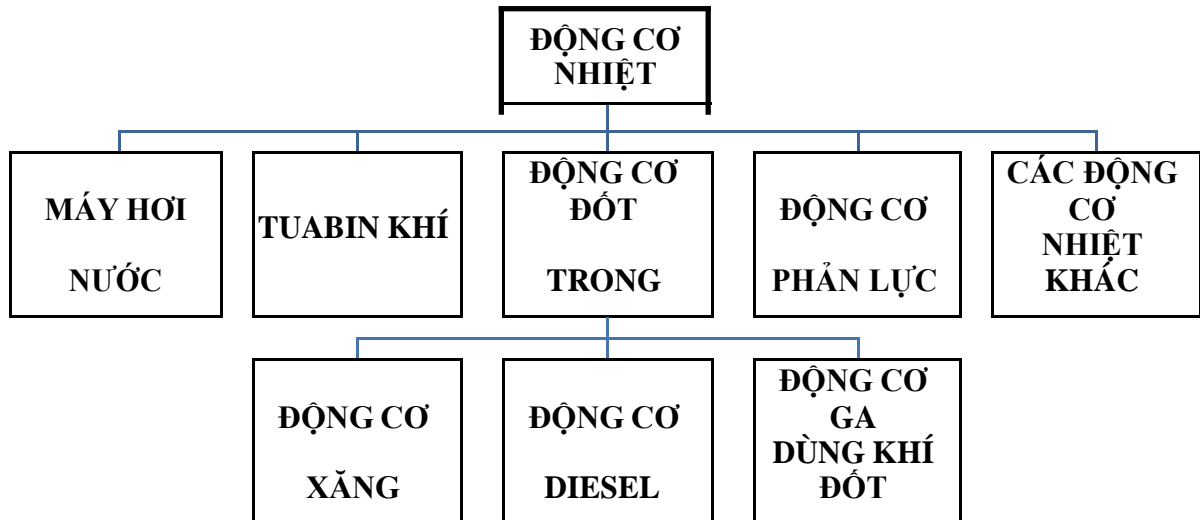 ĐỘNG CƠ
NHIỆT
MÁY HƠI
NƯỚC
TUABIN KHÍ
ĐỘNG CƠ
ĐỐT
TRONG
ĐỘNG CƠ
PHẢN LỰC
CÁC ĐỘNG
CƠ
NHIỆT
KHÁC
ĐỘNG CƠ
XĂNG
ĐỘNG CƠ
DIESEL
ĐỘNG CƠ
GA
DÙNG KHÍ
ĐỐT